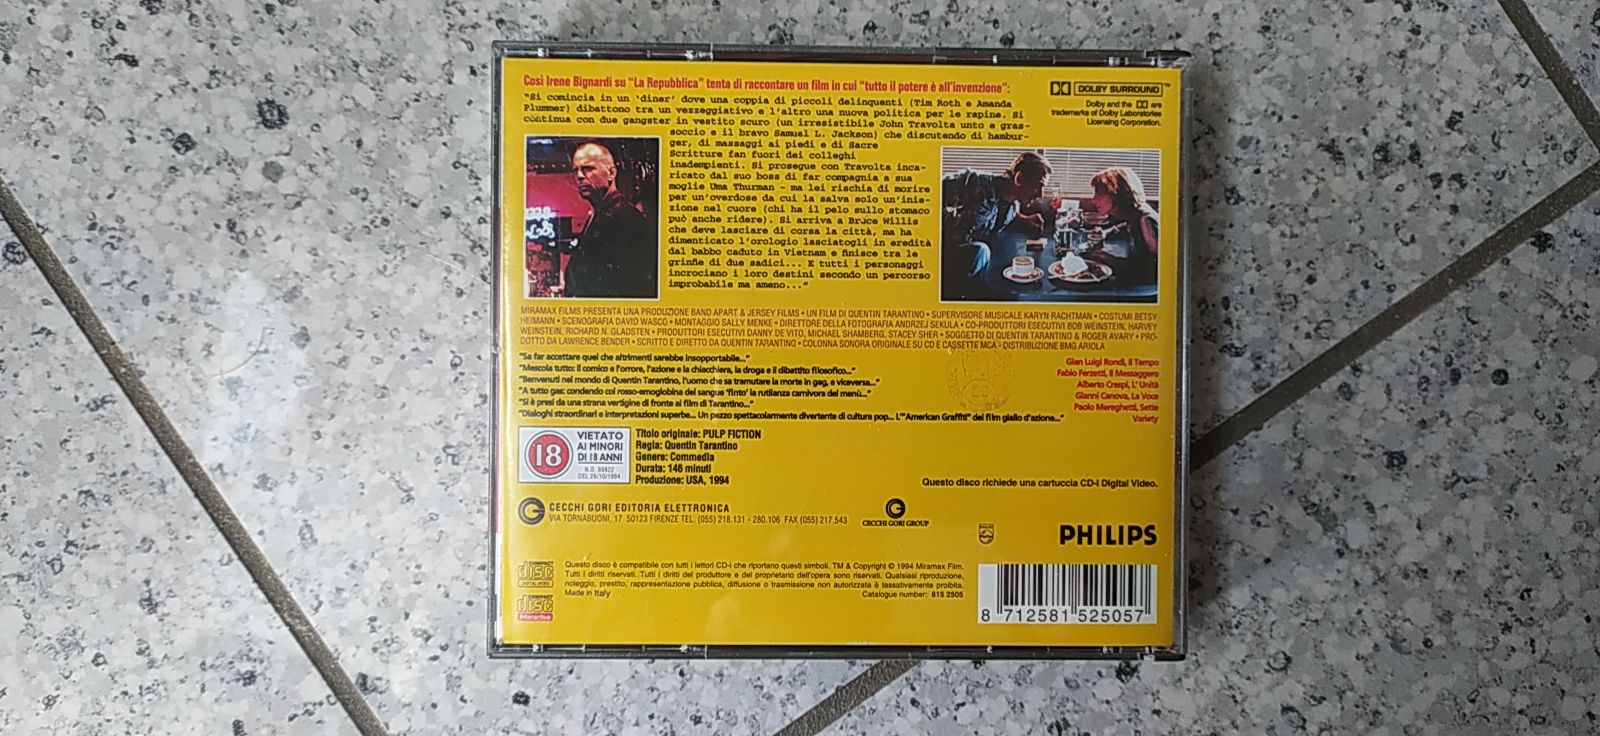 Così Irene Bignardi su "La Repubblica" tenta di raccontare un film in cui "tutto il potere è all'invenzione":
"Si comincia in un 'diner' dove una coppia di piccoli delinquenti (Tim Roth e Amanda
Plummer) dibattono tra un vezzeggiativo e l'altro una nuova politica per le rapine. Si
continua con due gangster in vestito scuro (un irresistibile John Travolta unto e gras-
soccio e il bravo Samuel L. Jackson) che discutendo di hambur-
ger, di massaggi ai piedi e di Sacre
Scritture fan fuori dei colleghi
inadempienti. Si prosegue con Travolta inca-
ricato dal suo boss di far compagnia a sua
moglie Uma Thurman - ma lei rischia di morire
per un'overdose da cui la salva solo un'inie-
zione nel cuore (chi ha il pelo sullo stomaco
può anche ridere). Si arriva a Bruce Willis
che deve lasciare di corsa la città, ma ha
dimenticato l'orologio lasciatogli in eredità
dal babbo caduto in Vietnam e finisce tra le
grinfie di due sadici... E tutti i personaggi
incrociano i loro destini secondo un percorso
improbabile ma ameno..."
DOLBY SURROUND ™
Dolby and the are
trademarks of Dolby Laboratories
Licensing Corporation.
MIRAMAX FILMS PRESENTA UNA PRODUZIONE BAND APART & JERSEY FILMS • UN FILM DI QUENTIN TARANTINO • SUPERVISORE MUSICALE KARYN RACHTMAN • COSTUMI BETSY
HEIMANN • SCENOGRAFIA DAVID WASCO • MONTAGGIO SALLY MENKE • DIRETTORE DELLA FOTOGRAFIA ANDRZEJ SEKULA • CO-PRODUTTORI ESECUTIVI BOB WEINSTEIN, HARVEY
WEINSTEIN, RICHARD N. GLADSTEN • PRODUTTORI ESECUTIVI DANNY DE VITO, MICHAEL SHAMBERG, STACEY SHER • SOGGETTO DI QUENTIN TARANTINO & ROGER AVARY • PRO-
DOTTO DA LAWRENCE BENDER • SCRITTO E DIRETTO DA QUENTIN TARANTINO • COLONNA SONORA ORIGINALE SU CD E CASSETTE MCA • DISTRIBUZIONE BMG ARIOLA
"Sa far accettare quel che altrimenti sarebbe insopportabile..." Gian Luigi Rondi, Il Tempo
"Mescola tutto: il comico e l'orrore, l'azione e la chiacchiera, la droga e il dibattito filosofico..." Fabio Ferzetti, Il Messaggero
"Benvenuti nel mondo di Quentin Tarantino, l'uomo che sa tramutare la morte in gag, e viceversa..." Alberto Crespi, L' Unità
"A tutto gas: condendo col rosso-emoglobina del sangue "finto" la rutilanza carnivora del menù..." Gianni Canova, La Voce
"Si è presi da una strana vertigine di fronte al film di Tarantino..." Paolo Mereghetti, Sette
"Dialoghi straordinari e interpretazioni superbe... Un pezzo spettacolarmente divertente di cultura pop... L'"American Graffiti" dei film giallo d'azione..." Variety
18
VIETATO
AI MINORI
DI 18 ANNI
N.O. 89822
DEL 26/10/1994
Titolo originale: PULP FICTION
Regia: Quentin Tarantino
Genere: Commedia
Durata: 146 minuti
Produzione: USA, 1994
Questo disco richiede una cartuccia CD-I Digital Video.
CECCHI GORI EDITORIA ELETTRONICA
VIA TORNABUONI, 17 50123 FIRENZE TEL. (055) 218.131 - 280.106 FAX (055) 217.543
CECCHI GORI GROUP
PHILIPS
PHILIPS
COMPACT
disc
DIGITAL VIDEO
COMPACT
disc
Interactive
Questo disco è compatibile con tutti i lettori CD-I che riportano questi simboli. TM & Copyright © 1994 Miramax Film.
Tutti i diritti riservati. Tutti i diritti del produttore e del proprietario dell'opera sono riservati. Qualsiasi riproduzione,
noleggio, prestito, rappresentazione pubblica, diffusione o trasmissione non autorizzata è tassativamente proibita.
Made in Italy Catalogue number: 815 2505
8 712581 525057